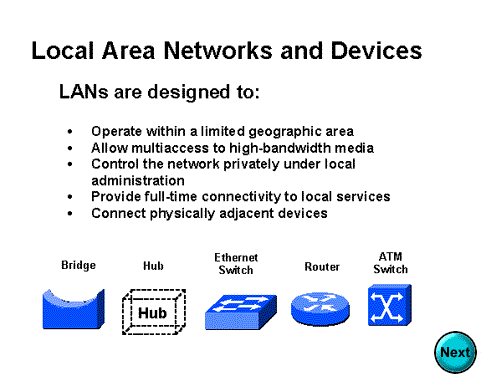 Local Area Networks and Devices
LANs are designed to:
• Operate within a limited geographic area
• Allow multiaccess to high-bandwidth media
• Control the network privately under local
administration
• Provide full-time connectivity to local services
• Connect physically adjacent devices
Bridge
Hub
Ethernet
Switch
Router
ATM
Switch
Hub
Next